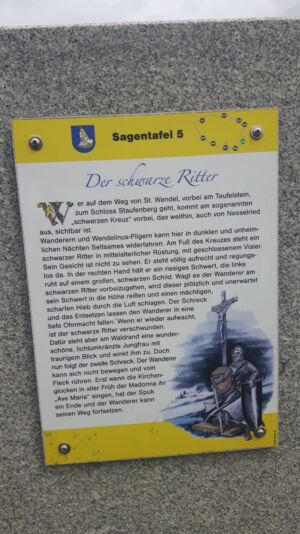 Sagentafel 5
Der schwarze Ritter
Wer auf dem Weg von St. Wendel, vorbei am Teufelstein,
zum Schloss Staufenberg geht, kommt am sogenannten
„schwarzen Kreuz" vorbei, das weithin, auch von Nesselried
aus, sichtbar ist.
Wanderern und Wendelinus-Pilgern kann hier in dunklen und unheim-
lichen Nächten Seltsames widerfahren. Am Fuß des Kreuzes steht ein
schwarzer Ritter in mittelalterlicher Rüstung, mit geschlossenem Visier.
Sein Gesicht ist nicht zu sehen. Er steht völlig aufrecht und regungs-
los da. In der rechten Hand hält er ein riesiges Schwert, die linke
ruht auf einem großen, schwarzen Schild. Wagt es der Wanderer am
schwarzen Ritter vorbeizugehen, wird dieser plötzlich und unerwartet
sein Schwert in die Höhe reißen und einen mächtigen,
scharfen Hieb durch die Luft schlagen. Der Schreck
und das Entsetzen lassen den Wanderer in eine
tiefe Ohnmacht fallen. Wenn er wieder aufwacht,
ist der schwarze Ritter verschwunden.
Dafür steht aber am Waldrand eine wunder-
schöne, lichtumkränzte Jungfrau mit
traurigem Blick und winkt ihm zu. Doch
nun folgt der zweite Schreck. Der Wanderer
kann sich nicht bewegen und vom
Fleck rühren. Erst wenn die Kirchen-
glocken in aller Früh der Madonna ihr
„Ave Maria" singen, hat der Spuk
ein Ende und der Wanderer kann
seinen Weg fortsetzen.